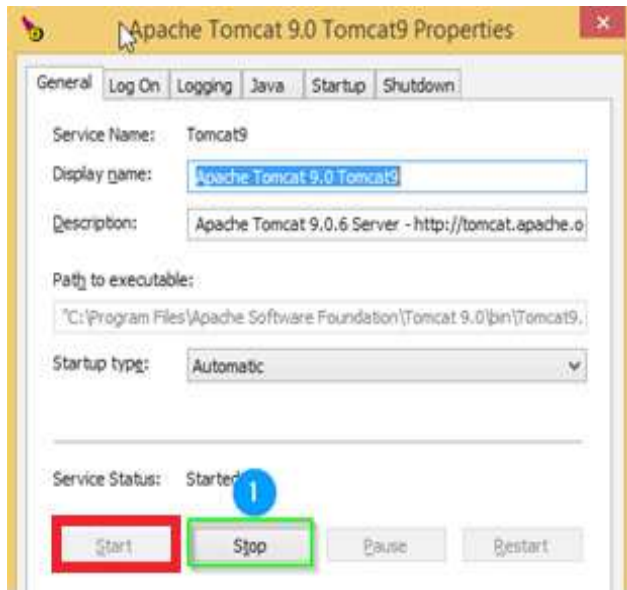 Apache Tomcat 9.0 Tomcat9 Properties
General Log On Logging Java Startup Shutdown
Service Name: Tomcat9
Display name: Apache Tomcat 9.0 Tomcat9
Description: Apache Tomcat 9.0.6 Server - http://tomcat.apache.o
Path to executable:
"C:\Program Files\Apache Software Foundation\Tomcat 9.0\bin\Tomcat9.
Startup type: Automatic
Service Status: Started
1
Start Stop Pause Restart